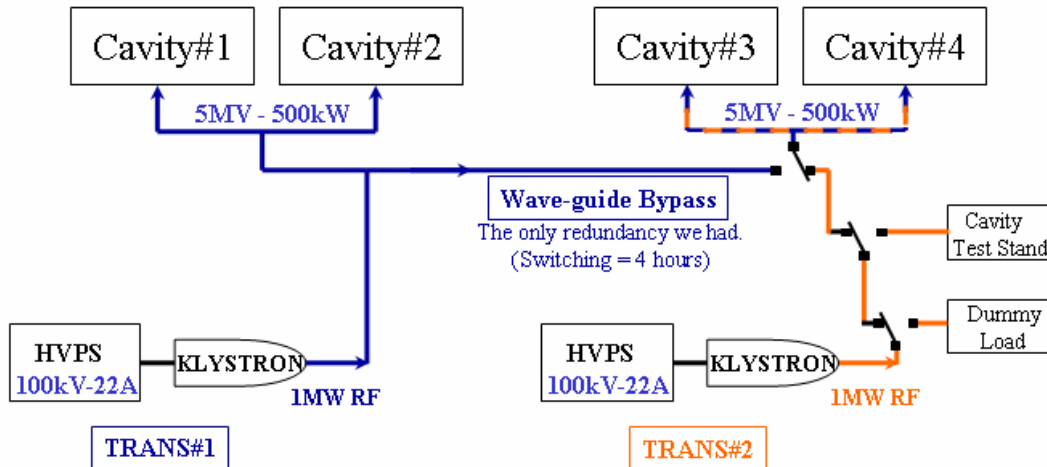 Cavity#1
Cavity#2
Cavity#3
Cavity#4
5MV - 500kW
5MV - 500kW
Wave-guide Bypass
The only redundancy we had.
(Switching = 4 hours)
Cavity
Test Stand
Dummy
Load
HVPS
100kV-22A
KLYSTRON
1MW RF
HVPS
100kV-22A
KLYSTRON
1MW RF
TRANS#1
TRANS#2